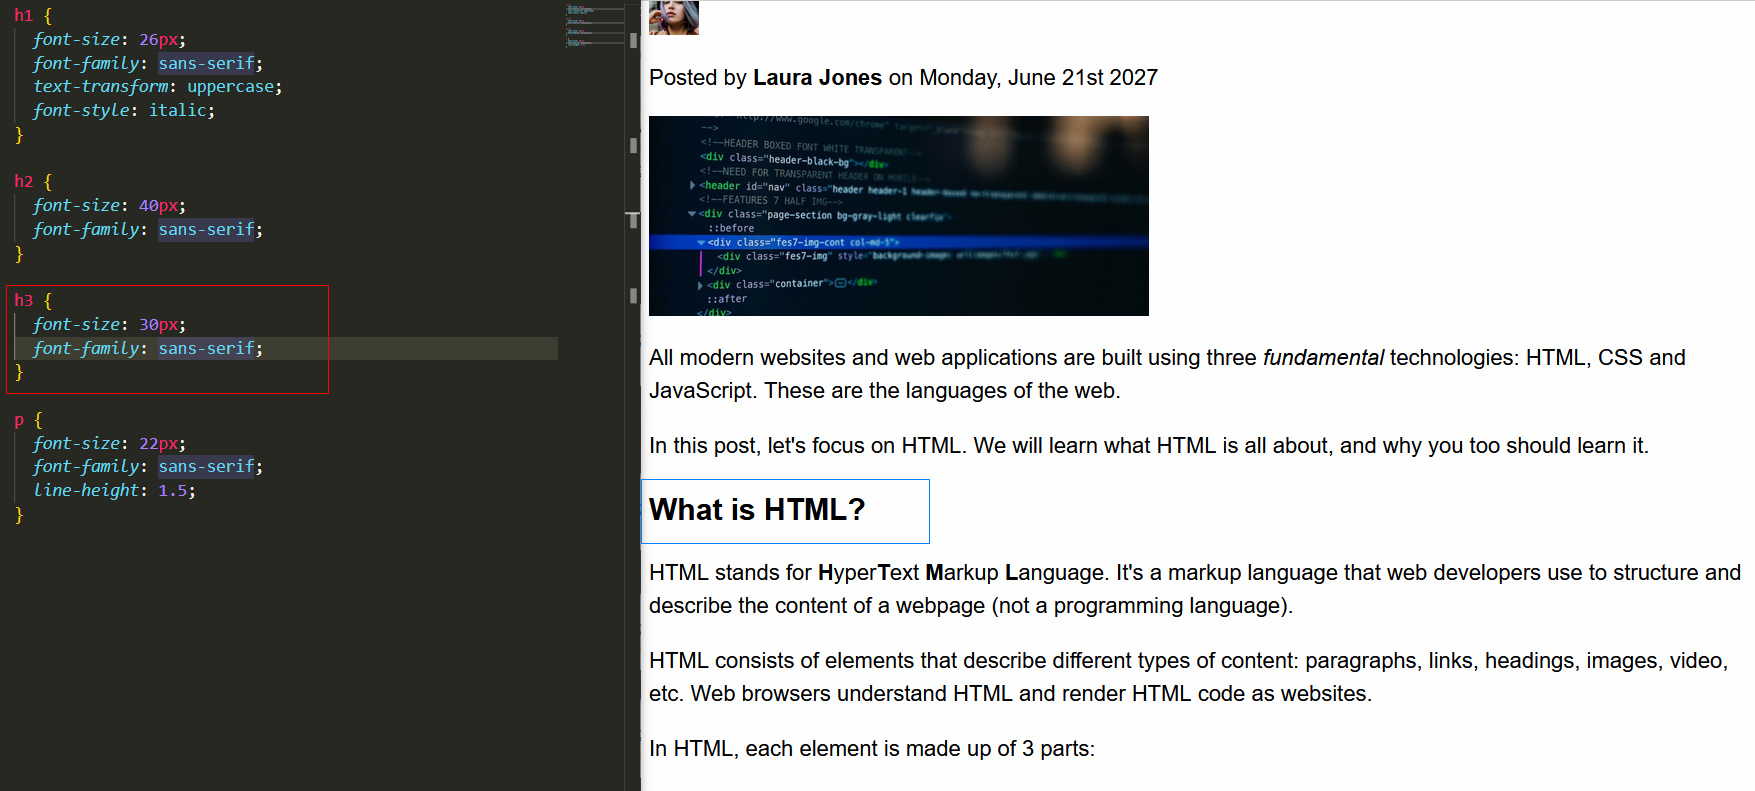 h1 {
font-size: 26px;
font-family: sans-serif;
text-transform: uppercase;
font-style: italic;
}
h2 {
font-size: 40px;
font-family: sans-serif;
}
h3 {
font-size: 30px;
font-family: sans-serif;
}
p {
font-size: 22px;
font-family: sans-serif;
line-height: 1.5;
}
Posted by Laura Jones on Monday, June 21st 2027
http://www.google.com/chrome" target=
-->
<!--HEADER BOXED FONT WHITE TRANSPARENT-->
<div class="header-black-bg"></div>
<!--NEED FOR TRANSPARENT HEADER ON MOBILE-->
<header id="nav" class="header header-1
<!--FEATURES 7 HALF IMG-->
<div class="page-section bg-gray-light clearfix">
::before
<div class="fes7-img-cont col-md-5">
<div class="fes7-img" style=
</div>
<div class="container"></div>
::after
</div>
All modern websites and web applications are built using three fundamental technologies: HTML, CSS and
JavaScript. These are the languages of the web.
In this post, let's focus on HTML. We will learn what HTML is all about, and why you too should learn it.
What is HTML?
HTML stands for HyperText Markup Language. It's a markup language that web developers use to structure and
describe the content of a webpage (not a programming language).
HTML consists of elements that describe different types of content: paragraphs, links, headings, images, video,
etc. Web browsers understand HTML and render HTML code as websites.
In HTML, each element is made up of 3 parts: